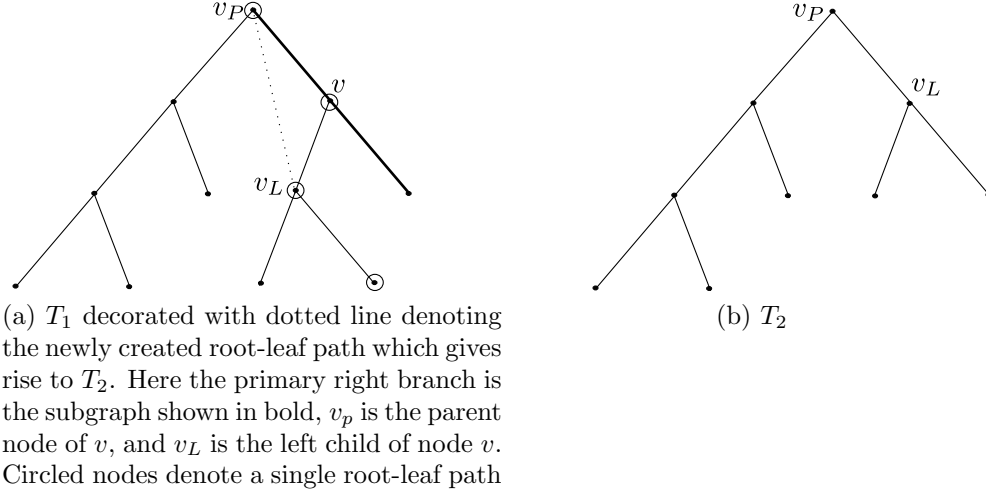 v_P
v
v_L
(a) T_1 decorated with dotted line denoting
the newly created root-leaf path which gives
rise to T_2. Here the primary right branch is
the subgraph shown in bold, v_p is the parent
node of v, and v_L is the left child of node v.
Circled nodes denote a single root-leaf path
v_P
v_L
(b) T_2